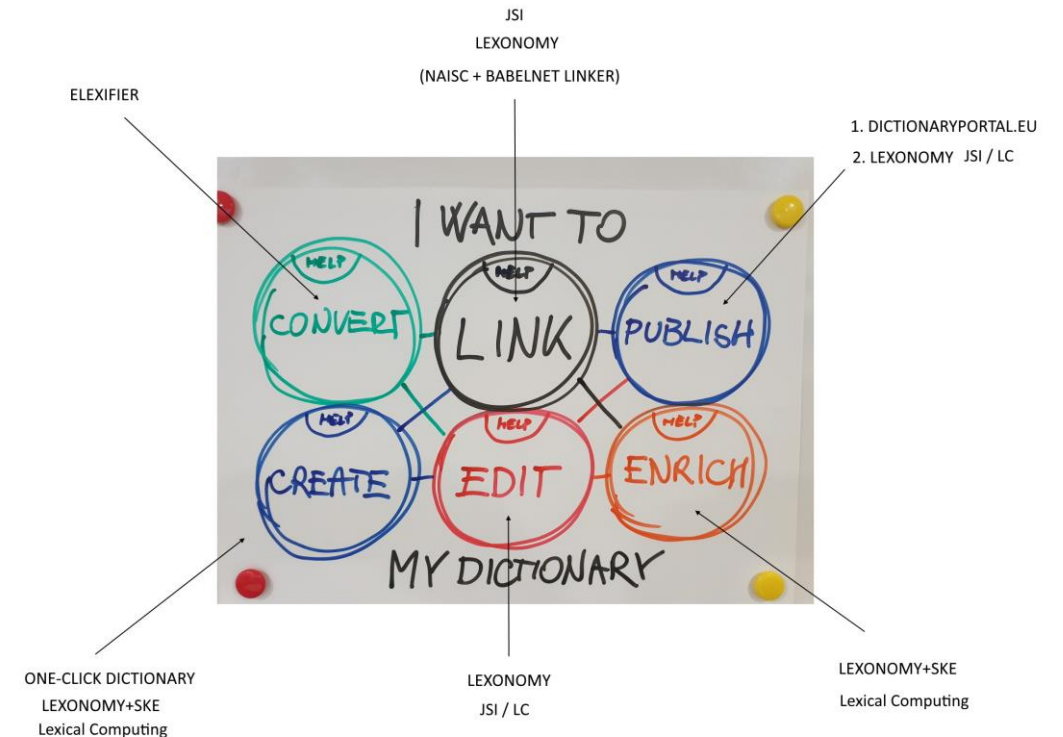 JSI
LEXONOMY
(NAISC + BABELNET LINKER)
ELEXIFIER
1. DICTIONARYPORTAL.EU
2. LEXONOMY JSI / LC
I WANT TO
HELP
CONVERT
HELP
LINK
HELP
PUBLISH
HELP
CREATE
HELP
EDIT
HELP
ENRICH
MY DICTIONARY
ONE-CLICK DICTIONARY
LEXONOMY+SKE
Lexical Computing
LEXONOMY
JSI / LC
LEXONOMY+SKE
Lexical Computing